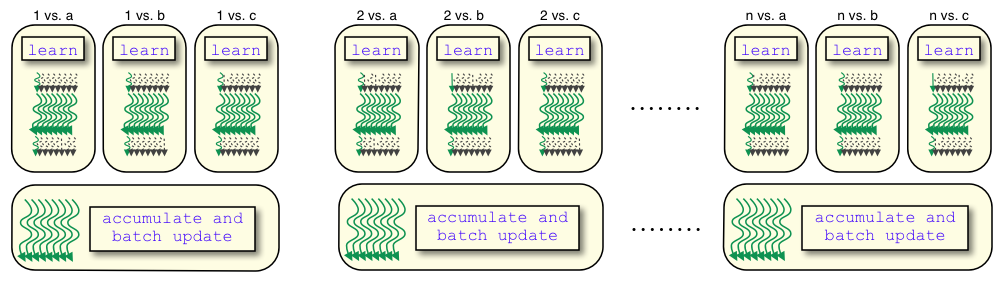 1 vs. a 1 vs. b 1 vs. c 2 vs. a 2 vs. b 2 vs. c n vs. a n vs. b n vs. c
learn learn learn learn learn learn learn learn learn
accumulate and
batch update
accumulate and
batch update
accumulate and
batch update